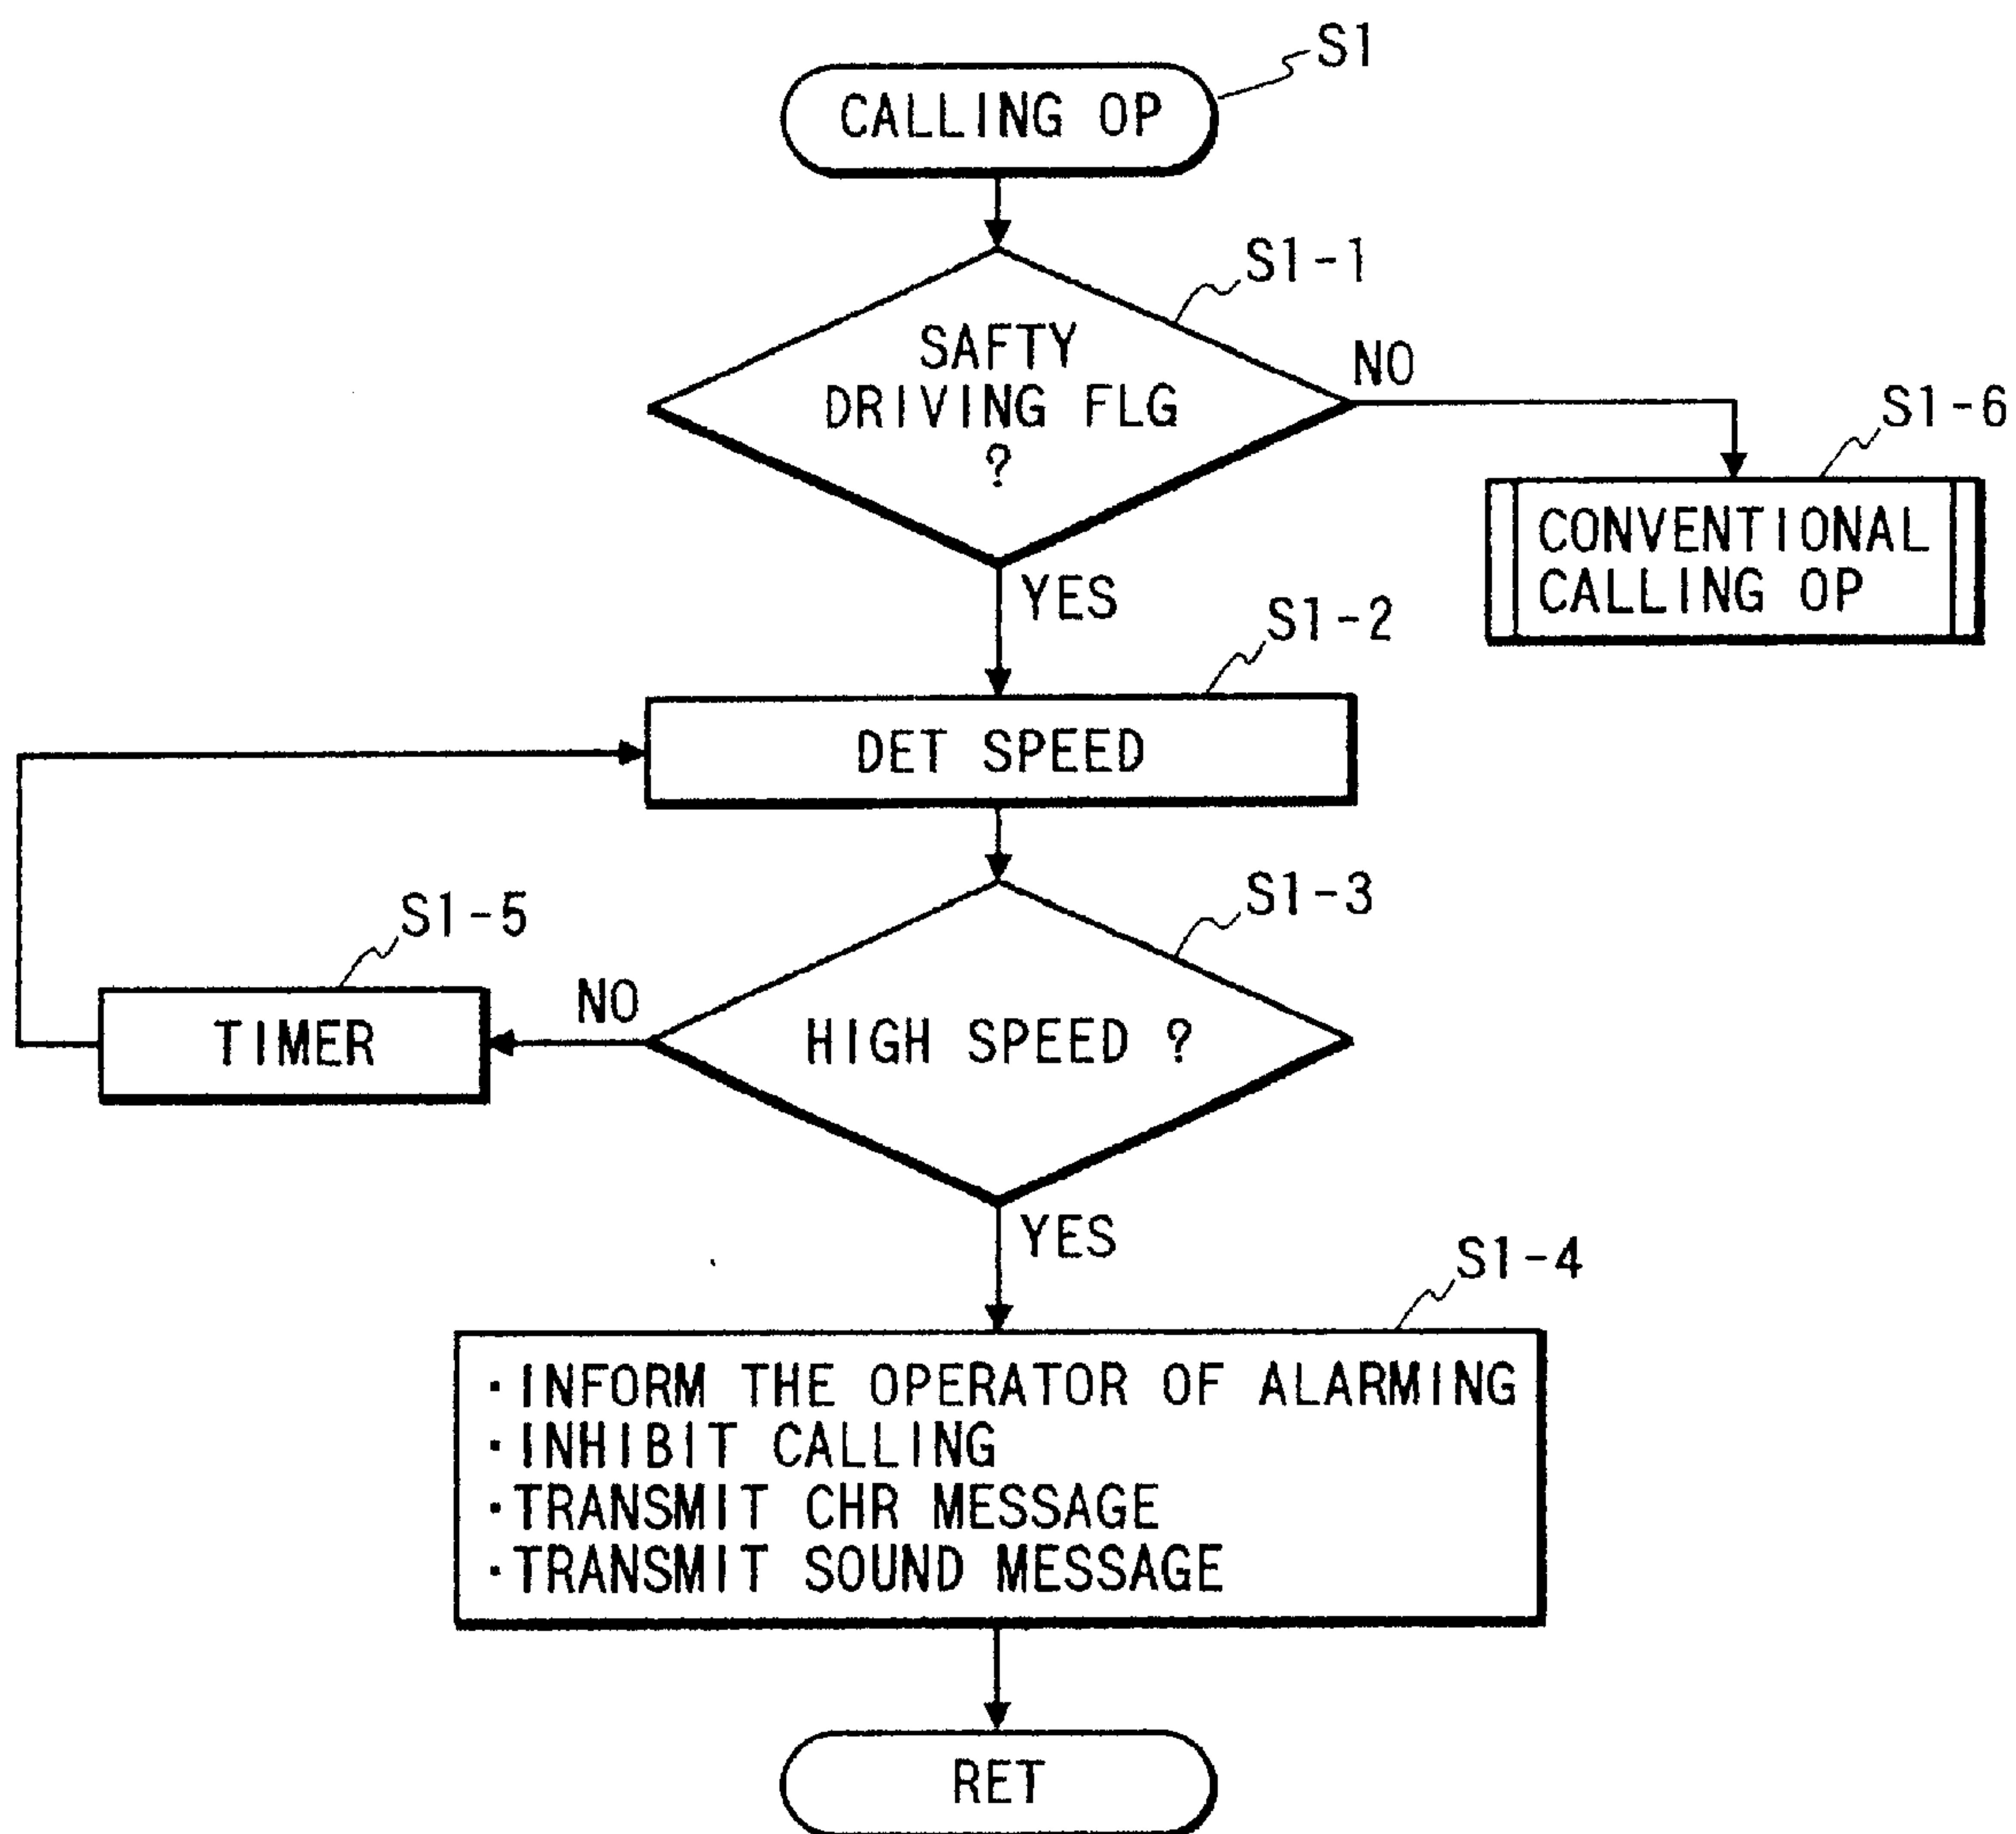 S1
CALLING OP
S1-1
SAFTY
DRIVING FLG
?
NO
S1-6
CONVENTIONAL
CALLING OP
YES
S1-2
DET SPEED
S1-3
S1-5
NO
HIGH SPEED ?
TIMER
YES
S1-4
·INFORM THE OPERATOR OF ALARMING
·INHIBIT CALLING
·TRANSMIT CHR MESSAGE
·TRANSMIT SOUND MESSAGE
RET